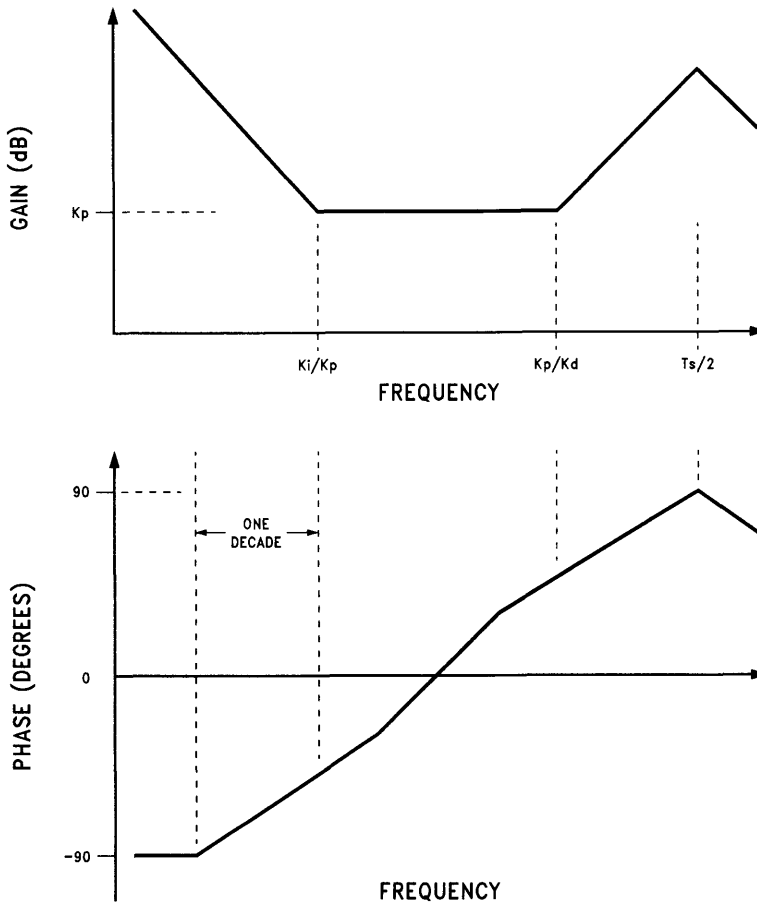 GAIN (dB)
Kp
Ki/Kp
Kp/Kd
Ts/2
FREQUENCY
PHASE (DEGREES)
90
ONE
DECADE
0
-90
FREQUENCY